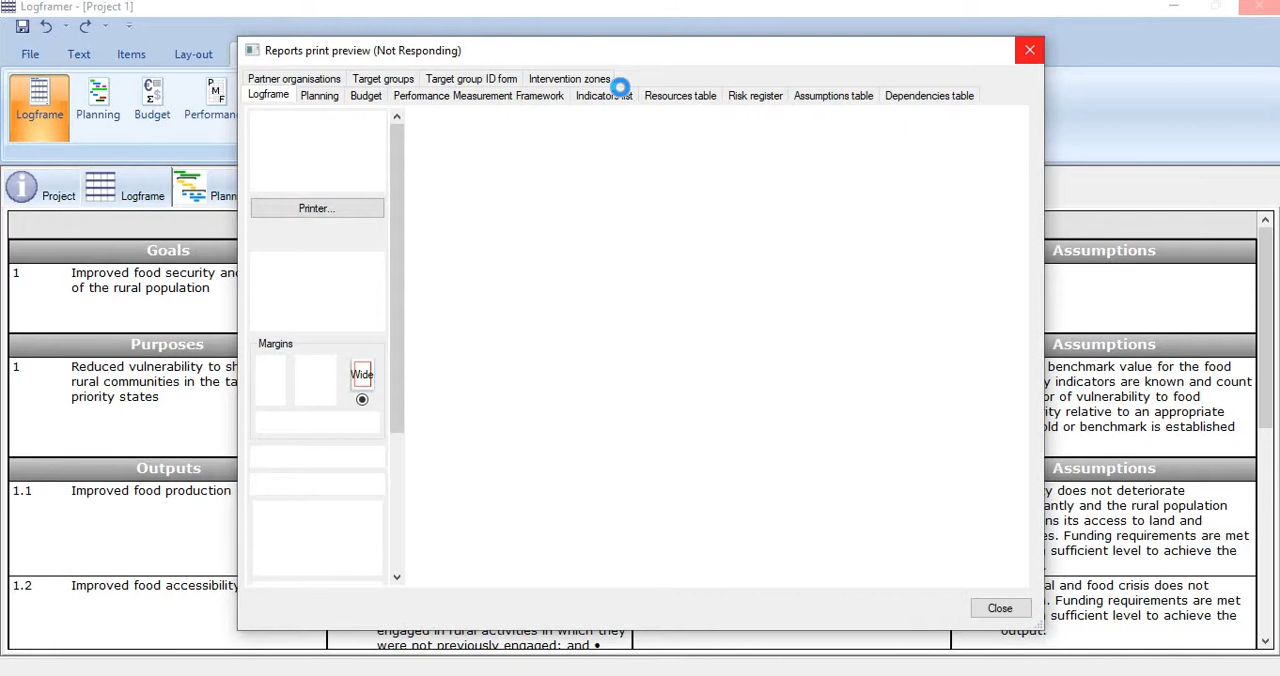 Logframer - [Project 1]
File Text Items Lay-out
Logframe Planning Budget Performan
Project Logframe Plann
Reports print preview (Not Responding)
Partner organisations Target groups Target group ID form Intervention zones
Logframe Planning Budget Performance Measurement Framework Indicators list Resources table Risk register Assumptions table Dependencies table
Printer...
Margins
Wide
Close
Goals Assumptions
1 Improved food security and
of the rural population
Purposes Assumptions
1 Reduced vulnerability to sh
rural communities in the ta
priority states
benchmark value for the food
y indicators are known and count
or of vulnerability to food
ity relative to an appropriate
old or benchmark is established
Outputs Assumptions
1.1 Improved food production
y does not deteriorate
antly and the rural population
ns its access to land and
es. Funding requirements are met
sufficient level to achieve the
1.2 Improved food accessibility
al and food crisis does not
. Funding requirements are met
sufficient level to achieve the
output.
engaged in rural activities in which they
were not previously engaged; and •